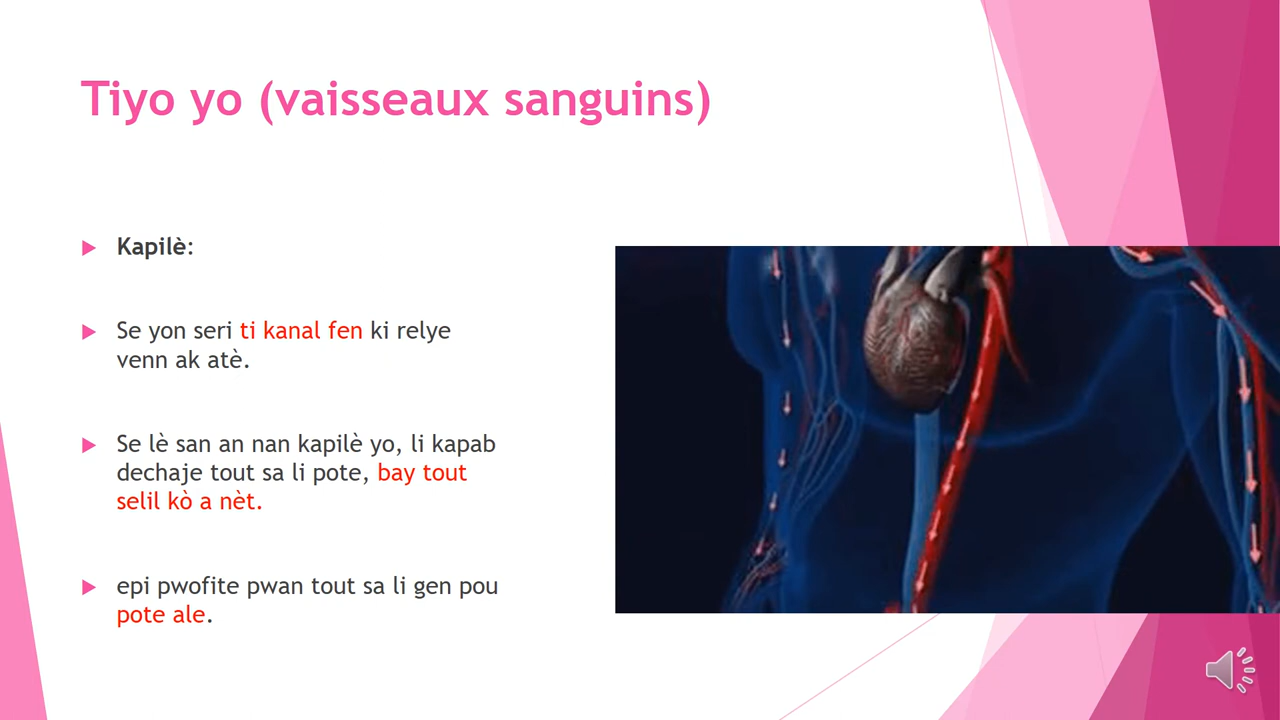 Tiyo yo (vaisseaux sanguins)
Kapilè:
Se yon seri ti kanal fen ki relye
venn ak atè.
Se lè san an nan kapilè yo, li kapab
dechaje tout sa li pote, bay tout
selil kò a nèt.
epi pwofite pwan tout sa li gen pou
pote ale.